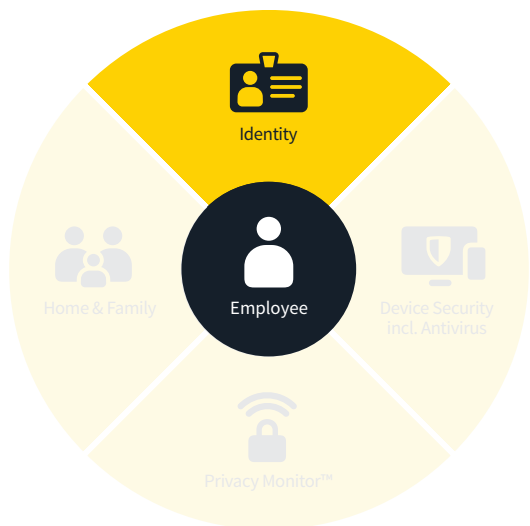 Identity
Home & Family
Employee
Device Security
incl. Antivirus
Privacy Monitor™